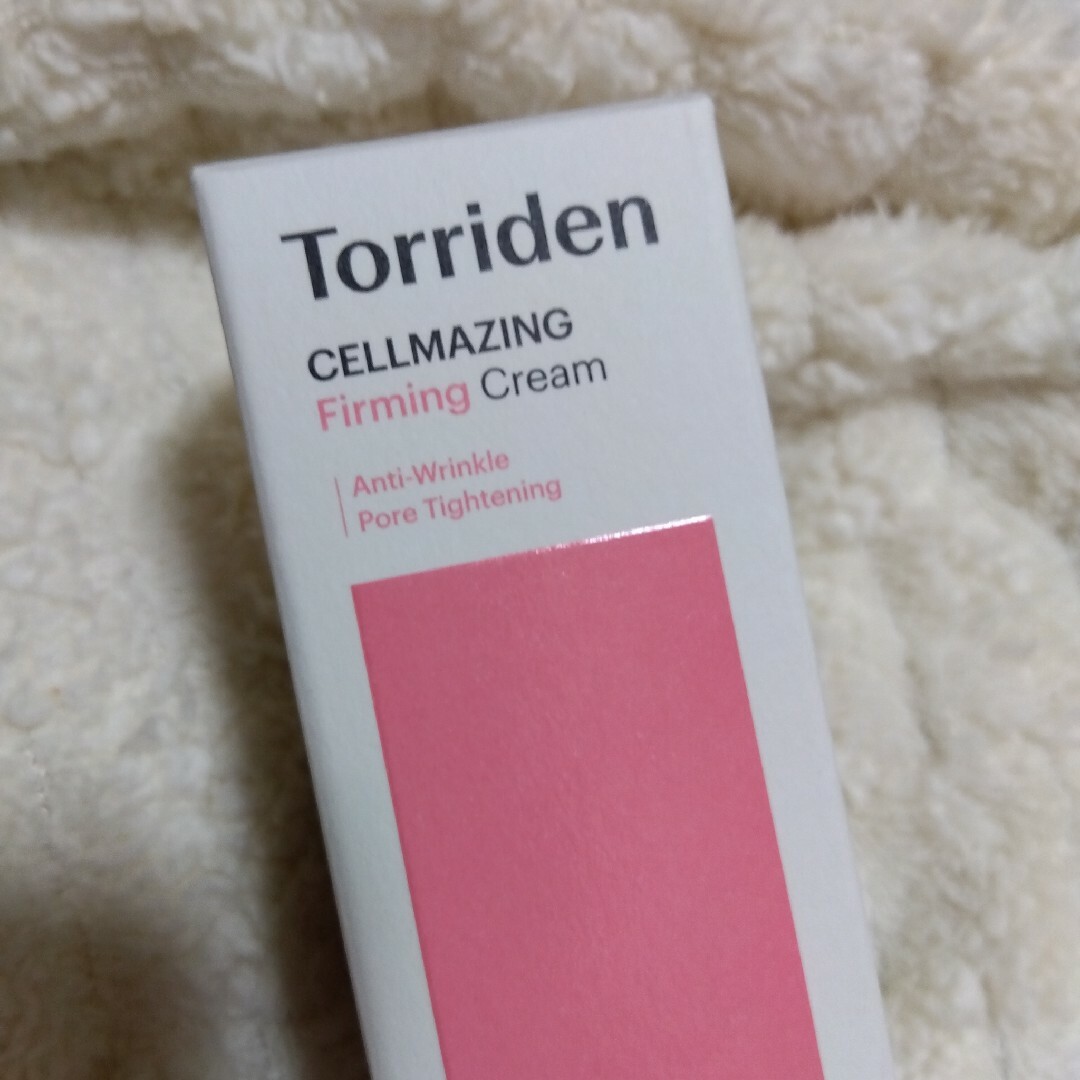 Torriden
CELLMAZING
Firming Cream
Anti-Wrinkle
Pore Tightening